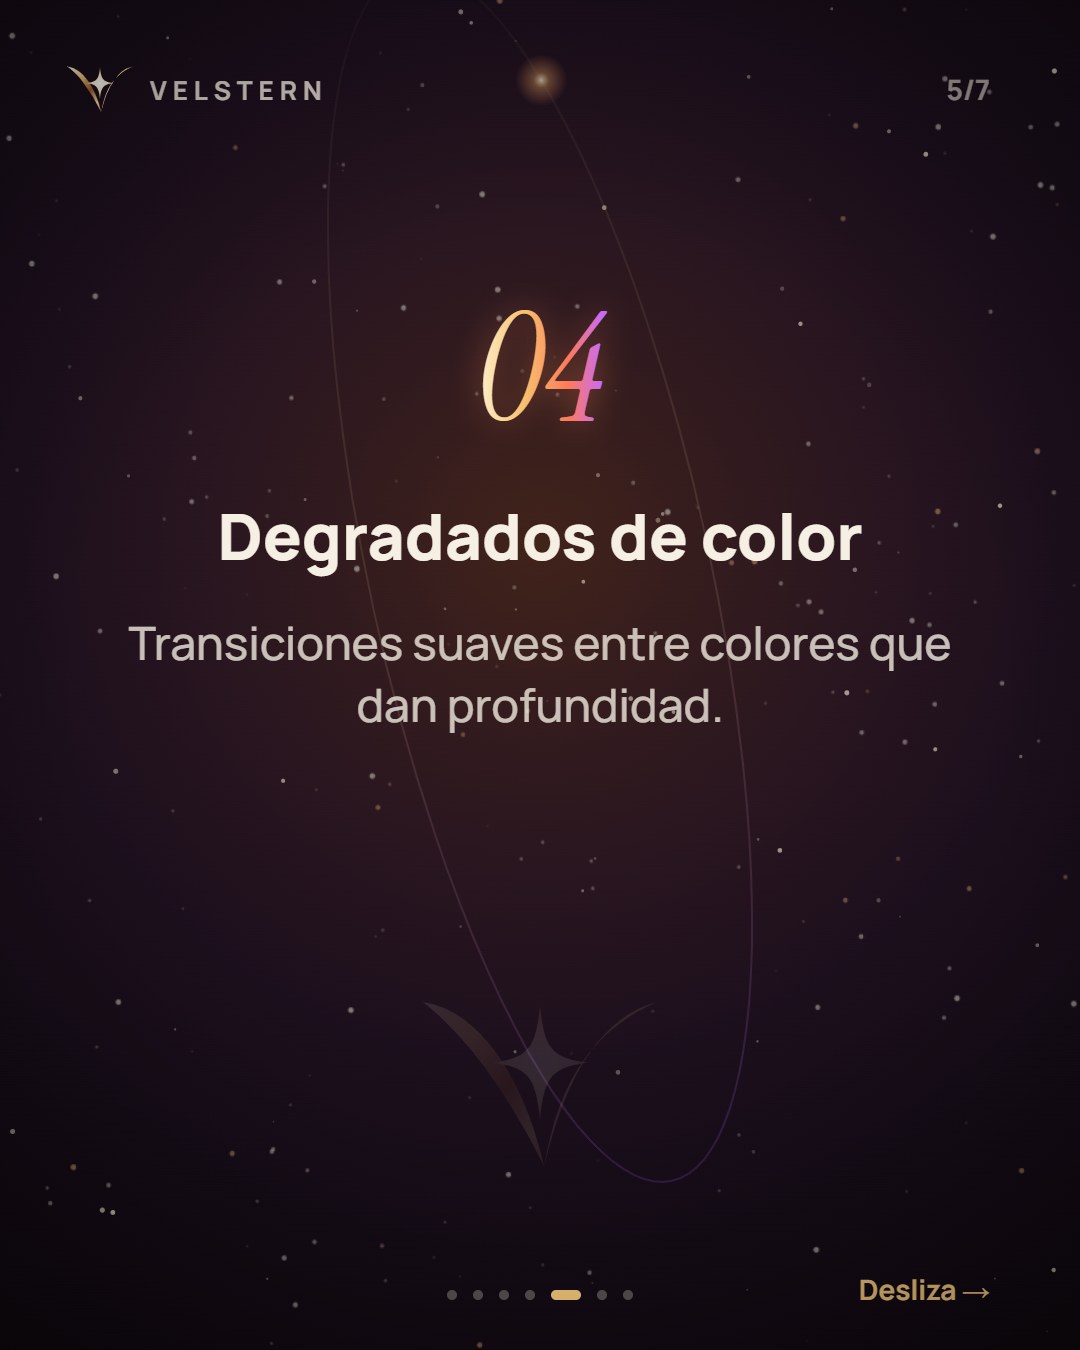 VELSTERN
5/7
04
Degradados de color
Transiciones suaves entre colores que
dan profundidad.
Desliza →